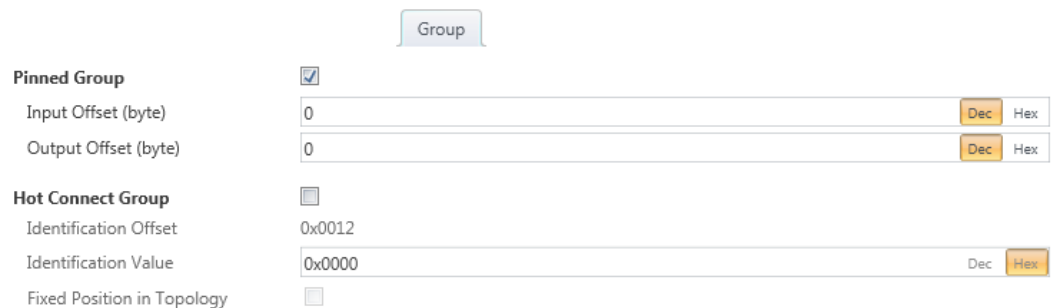 Group
Pinned Group
Input Offset (byte) 0 Dec Hex
Output Offset (byte) 0 Dec Hex
Hot Connect Group
Identification Offset 0x0012
Identification Value 0x0000 Dec Hex
Fixed Position in Topology